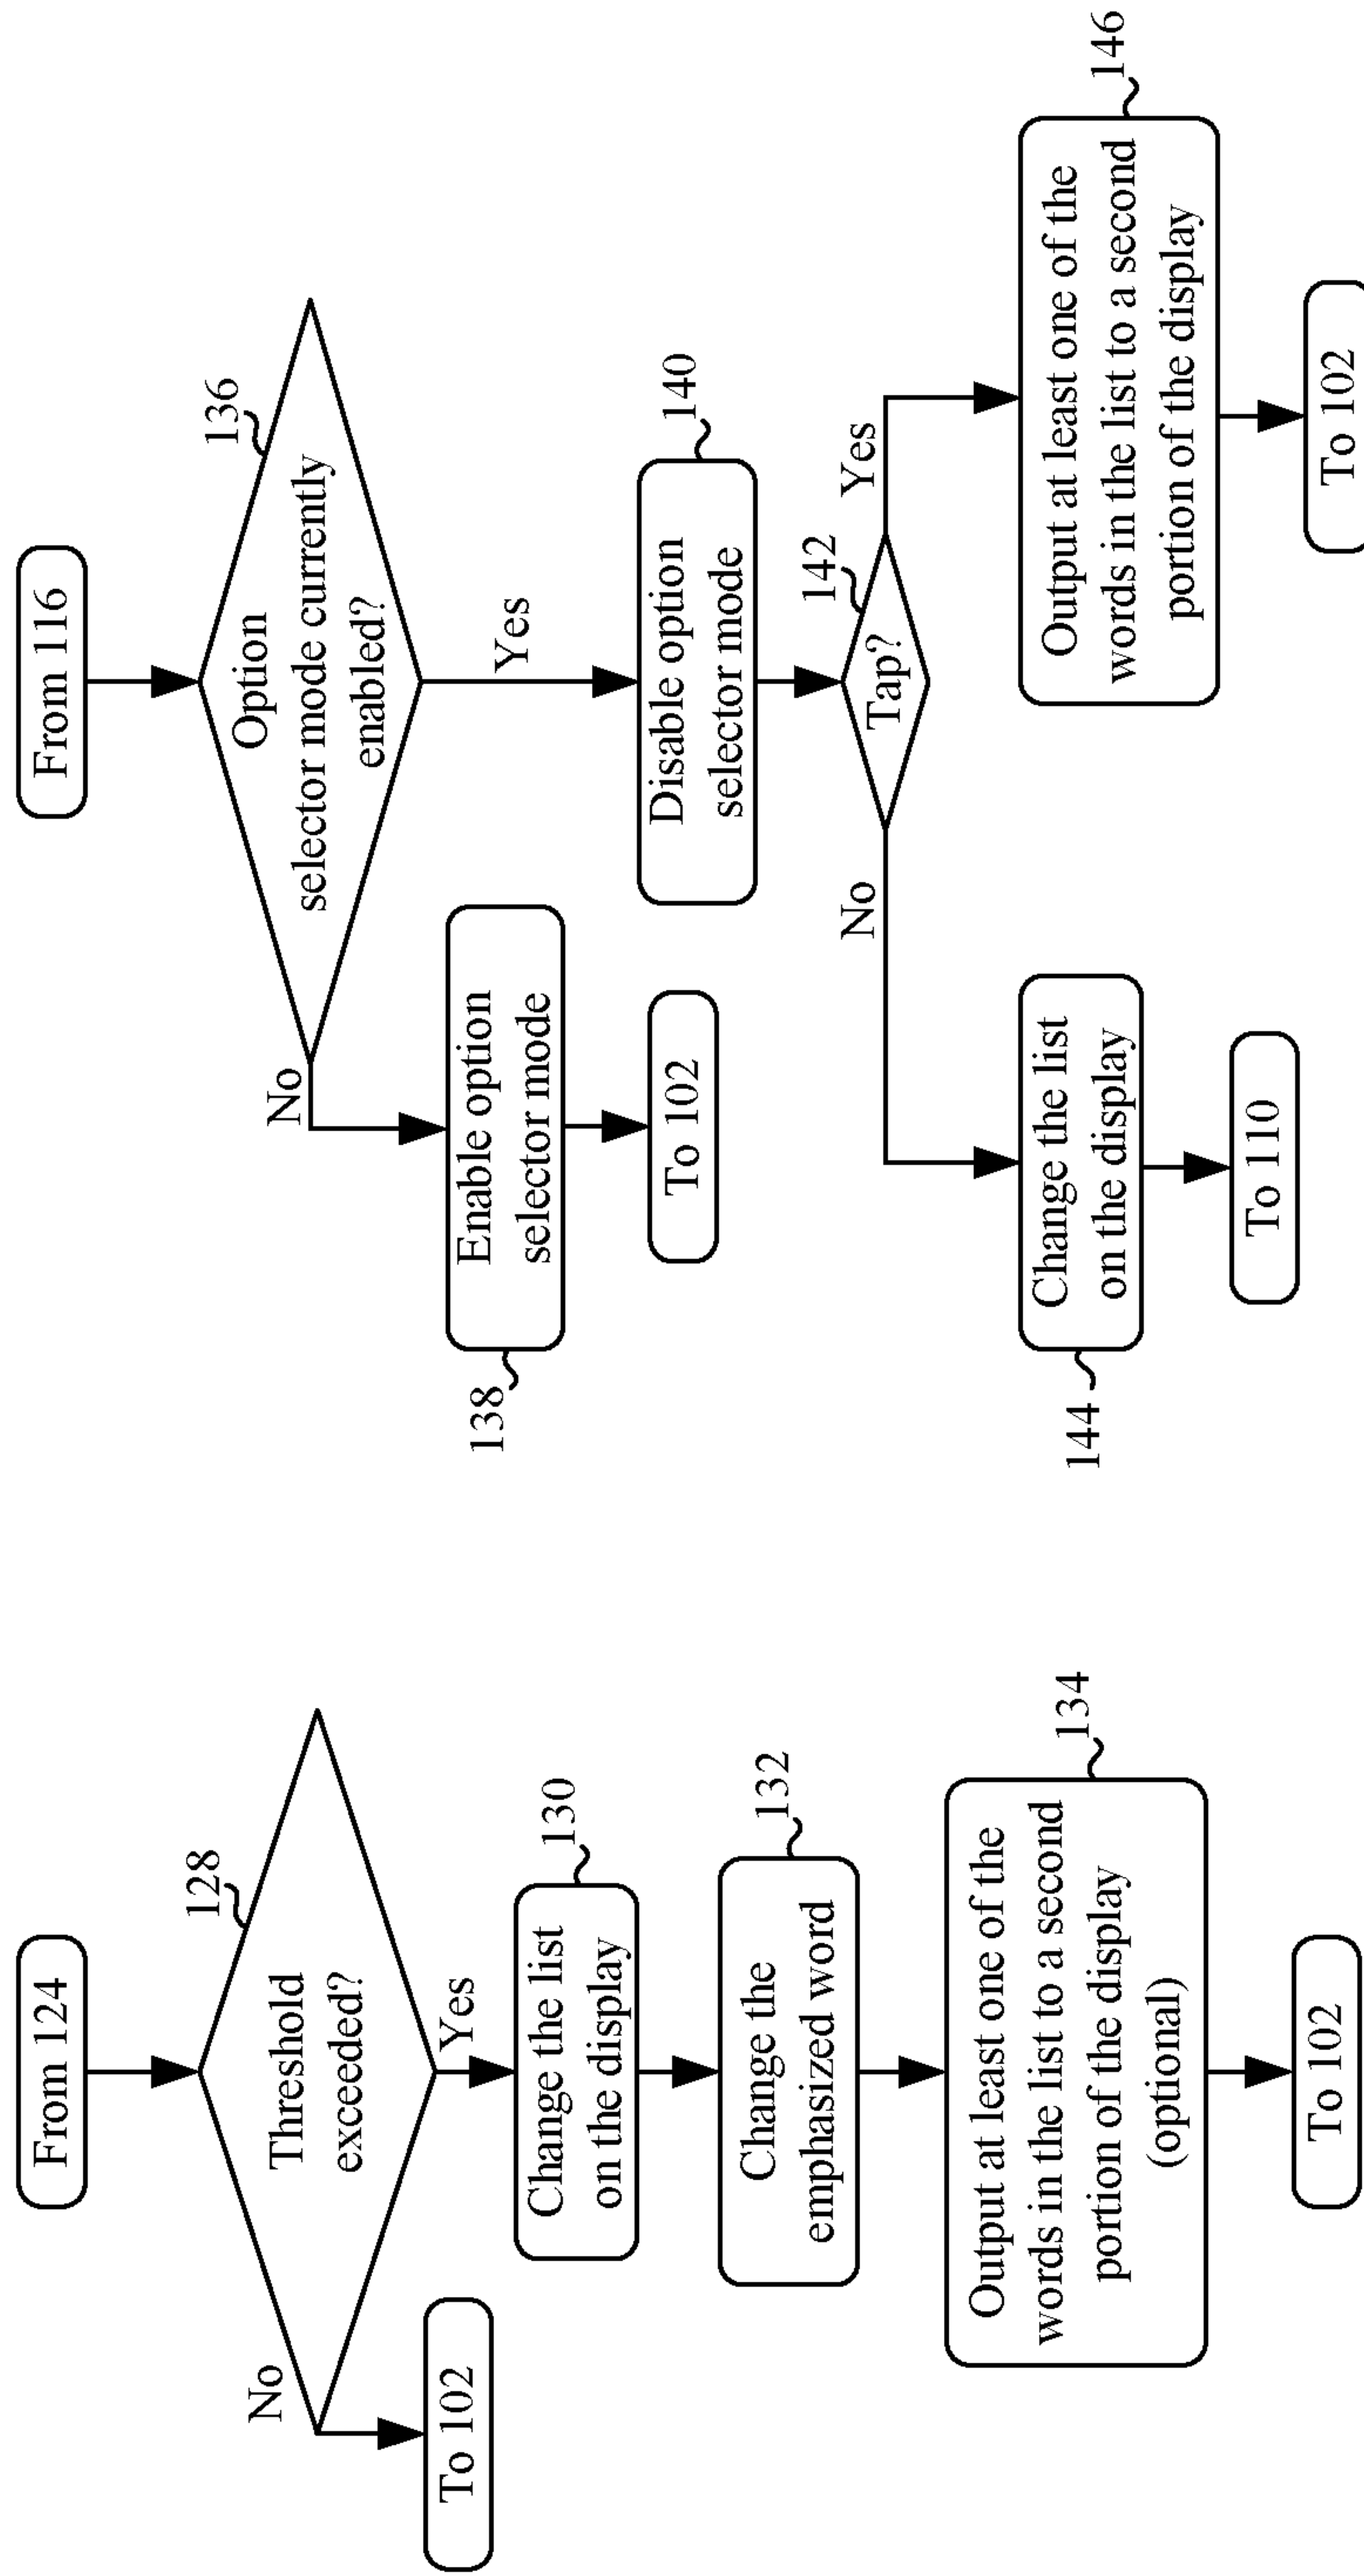 From 124
128
Threshold
exceeded?
No
To 102
Yes
130
Change the list
on the display
132
Change the
emphasized word
134
Output at least one of the
words in the list to a second
portion of the display
(optional)
To 102
From 116
136
Option
selector mode currently
enabled?
No
138
Enable option
selector mode
To 102
Yes
140
Disable option
selector mode
142
Tap?
No
144
Change the list
on the display
To 110
Yes
146
Output at least one of the
words in the list to a second
portion of the display
To 102